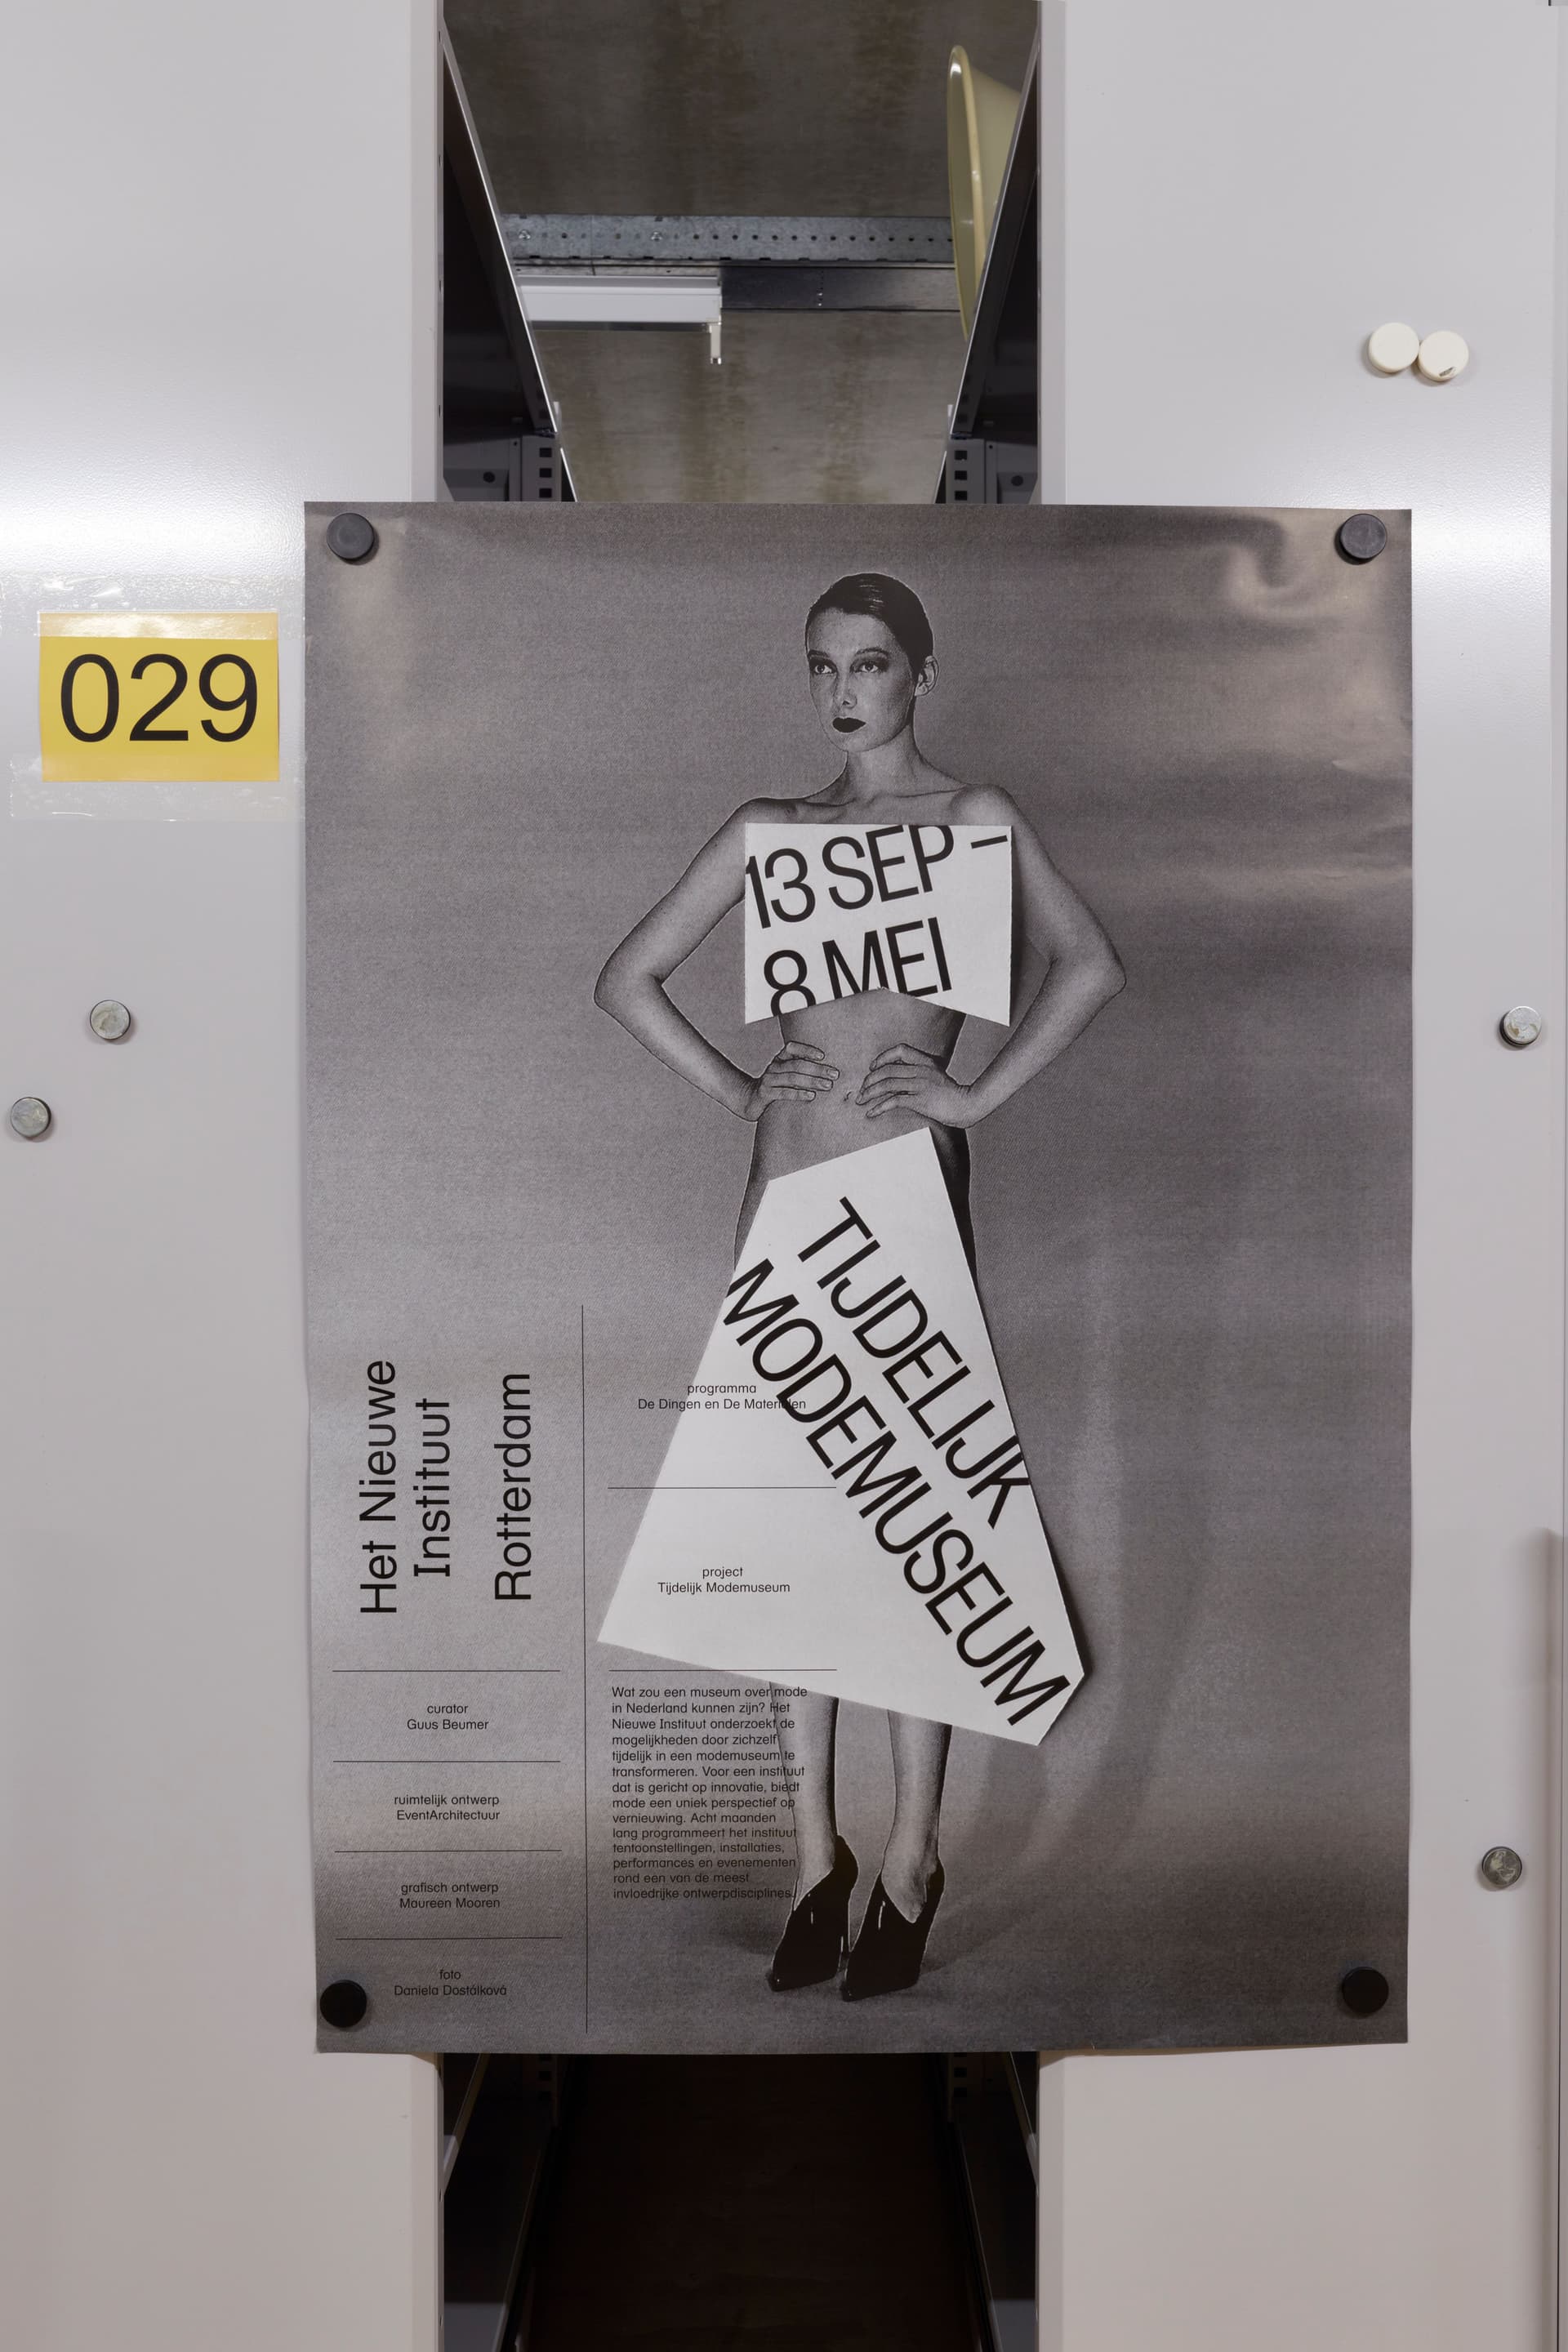 029
13 SEP –
8 MEI
TIJDELIJK
MODEMUSEUM
Het Nieuwe
Instituut
Rotterdam
curator
Guus Beumer
ruimtelijk ontwerp
EventArchitectuur
grafisch ontwerp
Maureen Mooren
foto
Daniela Dostálková
programma
De Dingen en De Materialen
project
Tijdelijk Modemuseum
Wat zou een museum over mode
in Nederland kunnen zijn? Het
Nieuwe Instituut onderzoekt de
mogelijkheden door zichzelf
tijdelijk in een modemuseum te
transformeren. Voor een instituut
dat is gericht op innovatie, biedt
mode een uniek perspectief op
vernieuwing. Acht maanden
lang programmeert het instituut
tentoonstellingen, installaties,
performances en evenementen
rond een van de meest
invloedrijke ontwerpdisciplines.